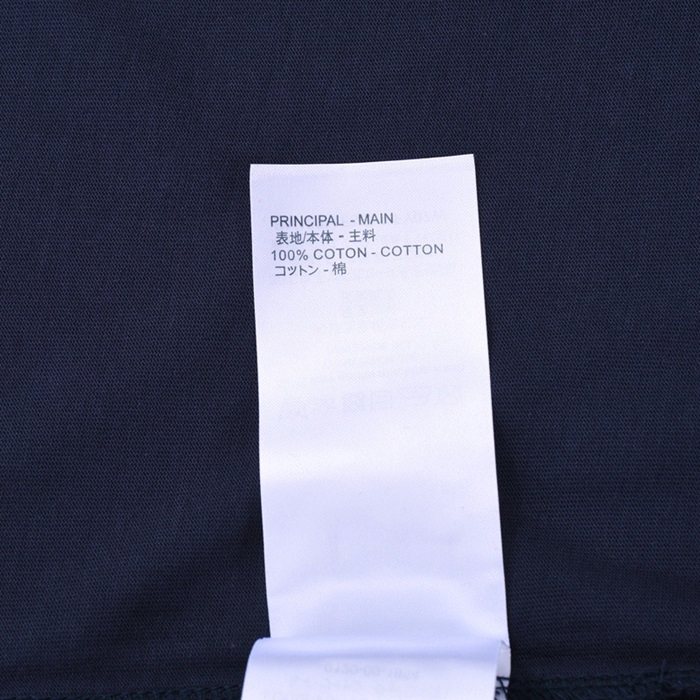 PRINCIPAL - MAIN
表地/本体 - 主料
100% COTON - COTTON
コットン - 棉